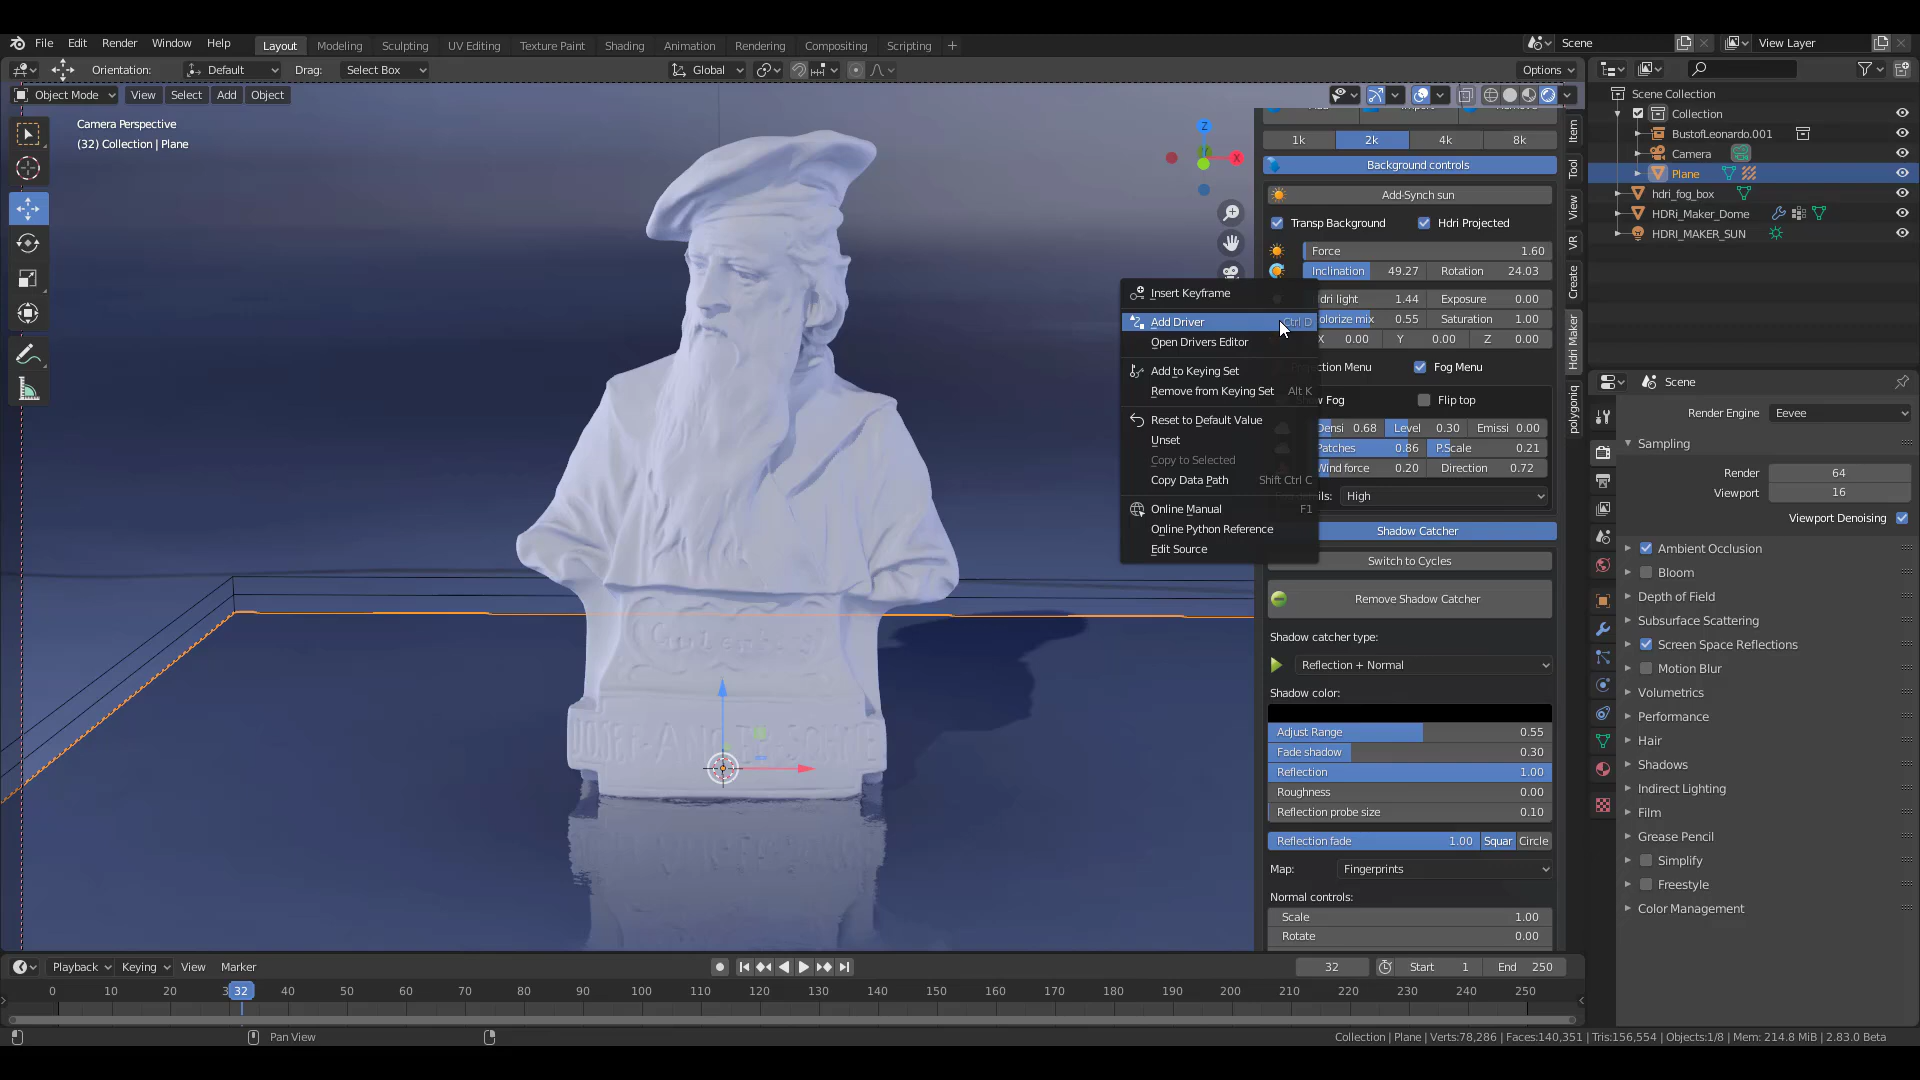 File Edit Render Window Help Layout Modeling Sculpting UV Editing Texture Paint Shading Animation Rendering Compositing Scripting + Scene View Layer
Orientation: Default Drag: Select Box Global Options
Object Mode View Select Add Object
Camera Perspective
(32) Collection | Plane
Z
X
1k 2k 4k 8k
Background controls
Add-Synch sun
Transp Background Hdri Projected
Force 1.60
Inclination 49.27 Rotation 24.03
dri light 1.44 Exposure 0.00
olorize mix 0.55 Saturation 1.00
X 0.00 Y 0.00 Z 0.00
ction Menu Fog Menu
Fog Flip top
Densi 0.68 Level 0.30 Emissi 0.00
Patches 0.86 P.Scale 0.21
Wind force 0.20 Direction 0.72
ls: High
Shadow Catcher
Switch to Cycles
Remove Shadow Catcher
Shadow catcher type:
Reflection + Normal
Shadow color:
Adjust Range 0.55
Fade shadow 0.30
Reflection 1.00
Roughness 0.00
Reflection probe size 0.10
Reflection fade 1.00 Squar Circle
Map: Fingerprints
Normal controls:
Scale 1.00
Rotate 0.00
Insert Keyframe
Add Driver Ctrl D
Open Drivers Editor
Add to Keying Set
Remove from Keying Set Alt K
Reset to Default Value
Unset
Copy to Selected
Copy Data Path Shift Ctrl C
Online Manual F1
Online Python Reference
Edit Source
Item
Tool
View
VR
Create
Hdri Maker
polygoniq
Scene Collection
Collection
BustofLeonardo.001
Camera
Plane
hdri_fog_box
HDRi_Maker_Dome
HDRI_MAKER_SUN
Scene
Render Engine Eevee
Sampling
Render 64
Viewport 16
Viewport Denoising
Ambient Occlusion
Bloom
Depth of Field
Subsurface Scattering
Screen Space Reflections
Motion Blur
Volumetrics
Performance
Hair
Shadows
Indirect Lighting
Film
Grease Pencil
Simplify
Freestyle
Color Management
Gutenberg
Playback Keying View Marker 32 Start 1 End 250
0 10 20 3 32 40 50 60 70 80 90 100 110 120 130 140 150 160 170 180 190 200 210 220 230 240 250
Pan View Collection | Plane | Verts:78,286 | Faces:140,351 | Tris:156,554 | Objects:1/8 | Mem: 214.8 MiB | 2.83.0 Beta